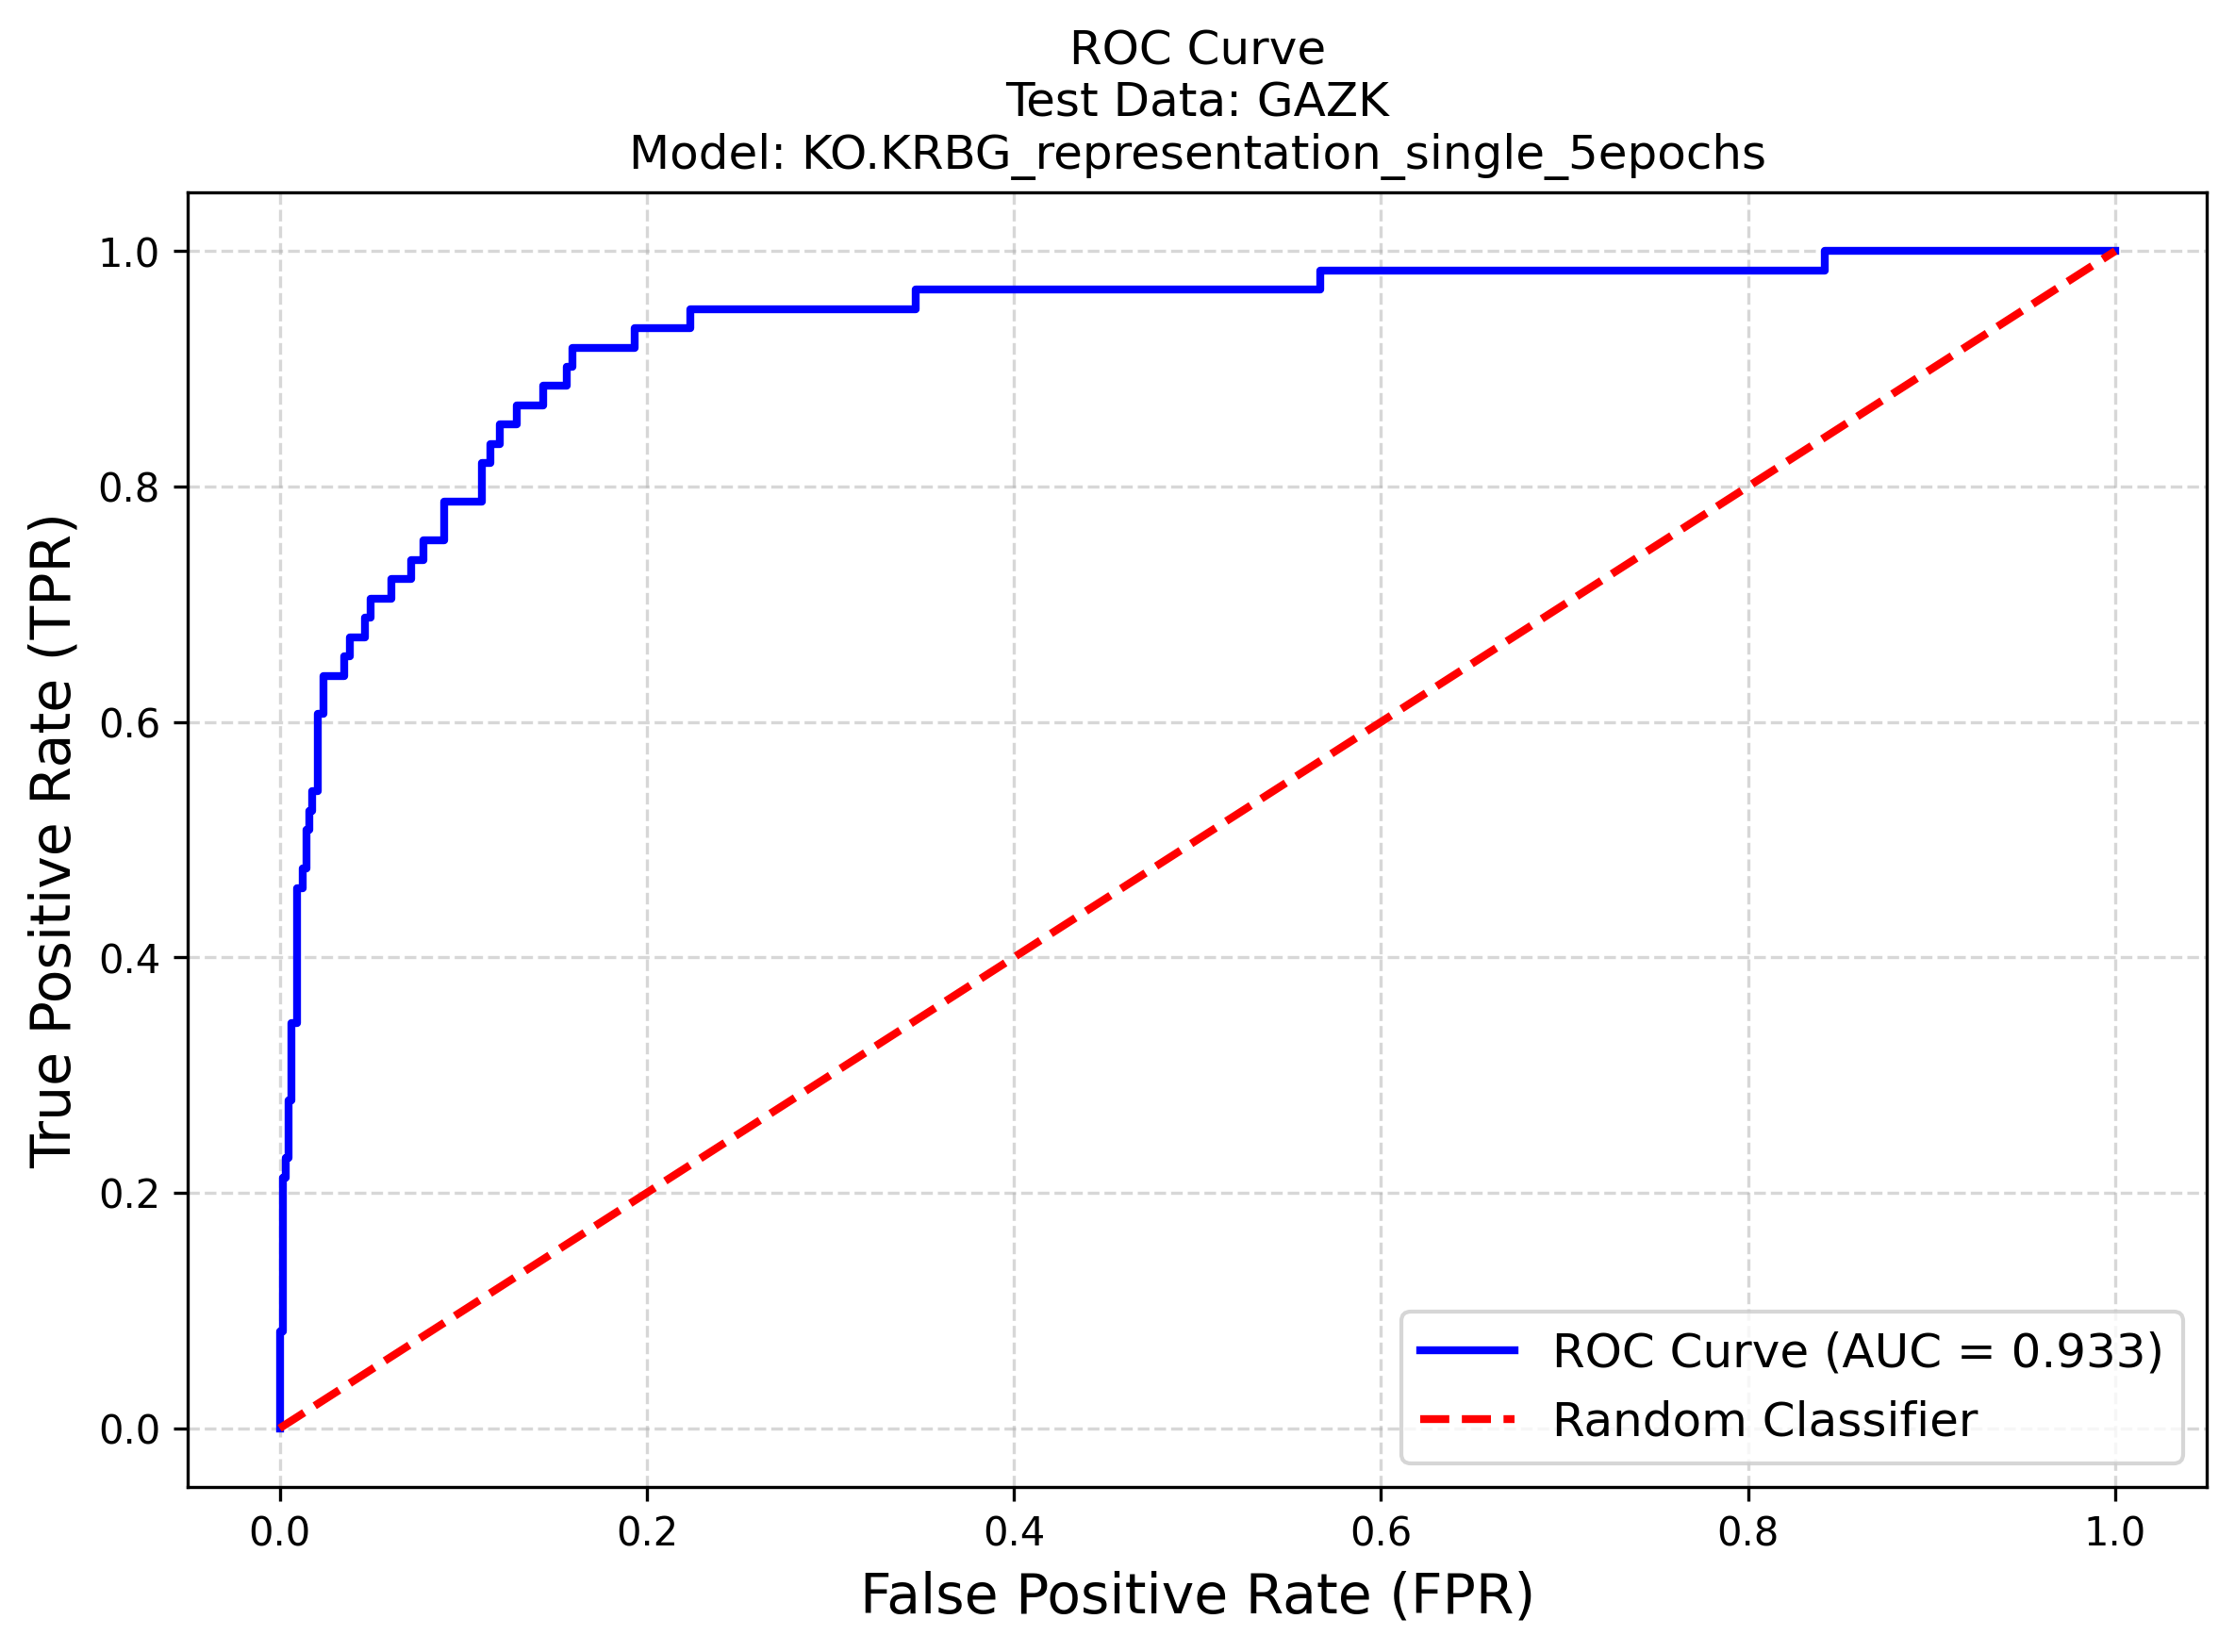 ROC Curve
Test Data: GAZK
Model: KO.KRBG_representation_single_5epochs
1.0
0.8
0.6
0.4
0.2
0.0
True Positive Rate (TPR)
ROC Curve (AUC = 0.933)
Random Classifier
0.0 0.2 0.4 0.6 0.8 1.0
False Positive Rate (FPR)